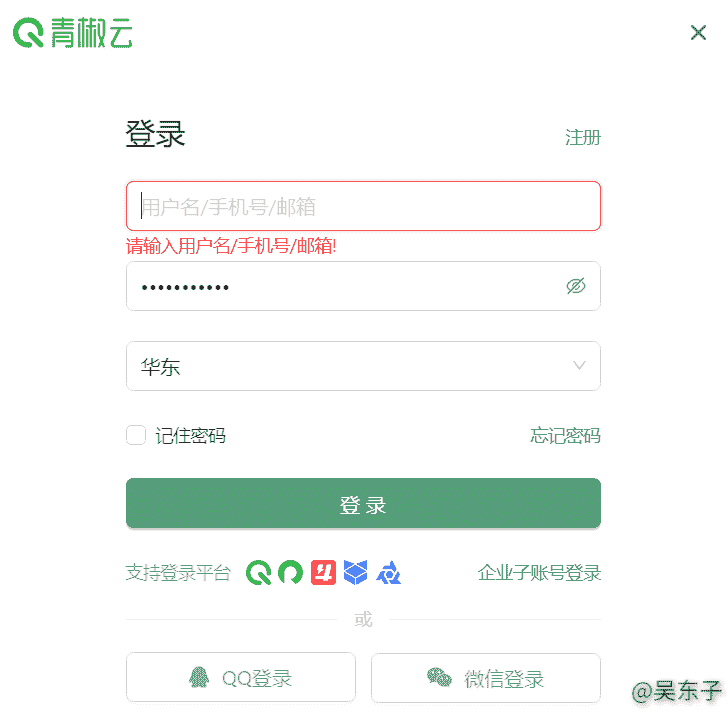 青椒云
登录
注册
用户名/手机号/邮箱
请输入用户名/手机号/邮箱!
•••••••••••
华东
记住密码
忘记密码
登 录
支持登录平台
企业子账号登录
或
QQ登录
微信登录
@吴东子